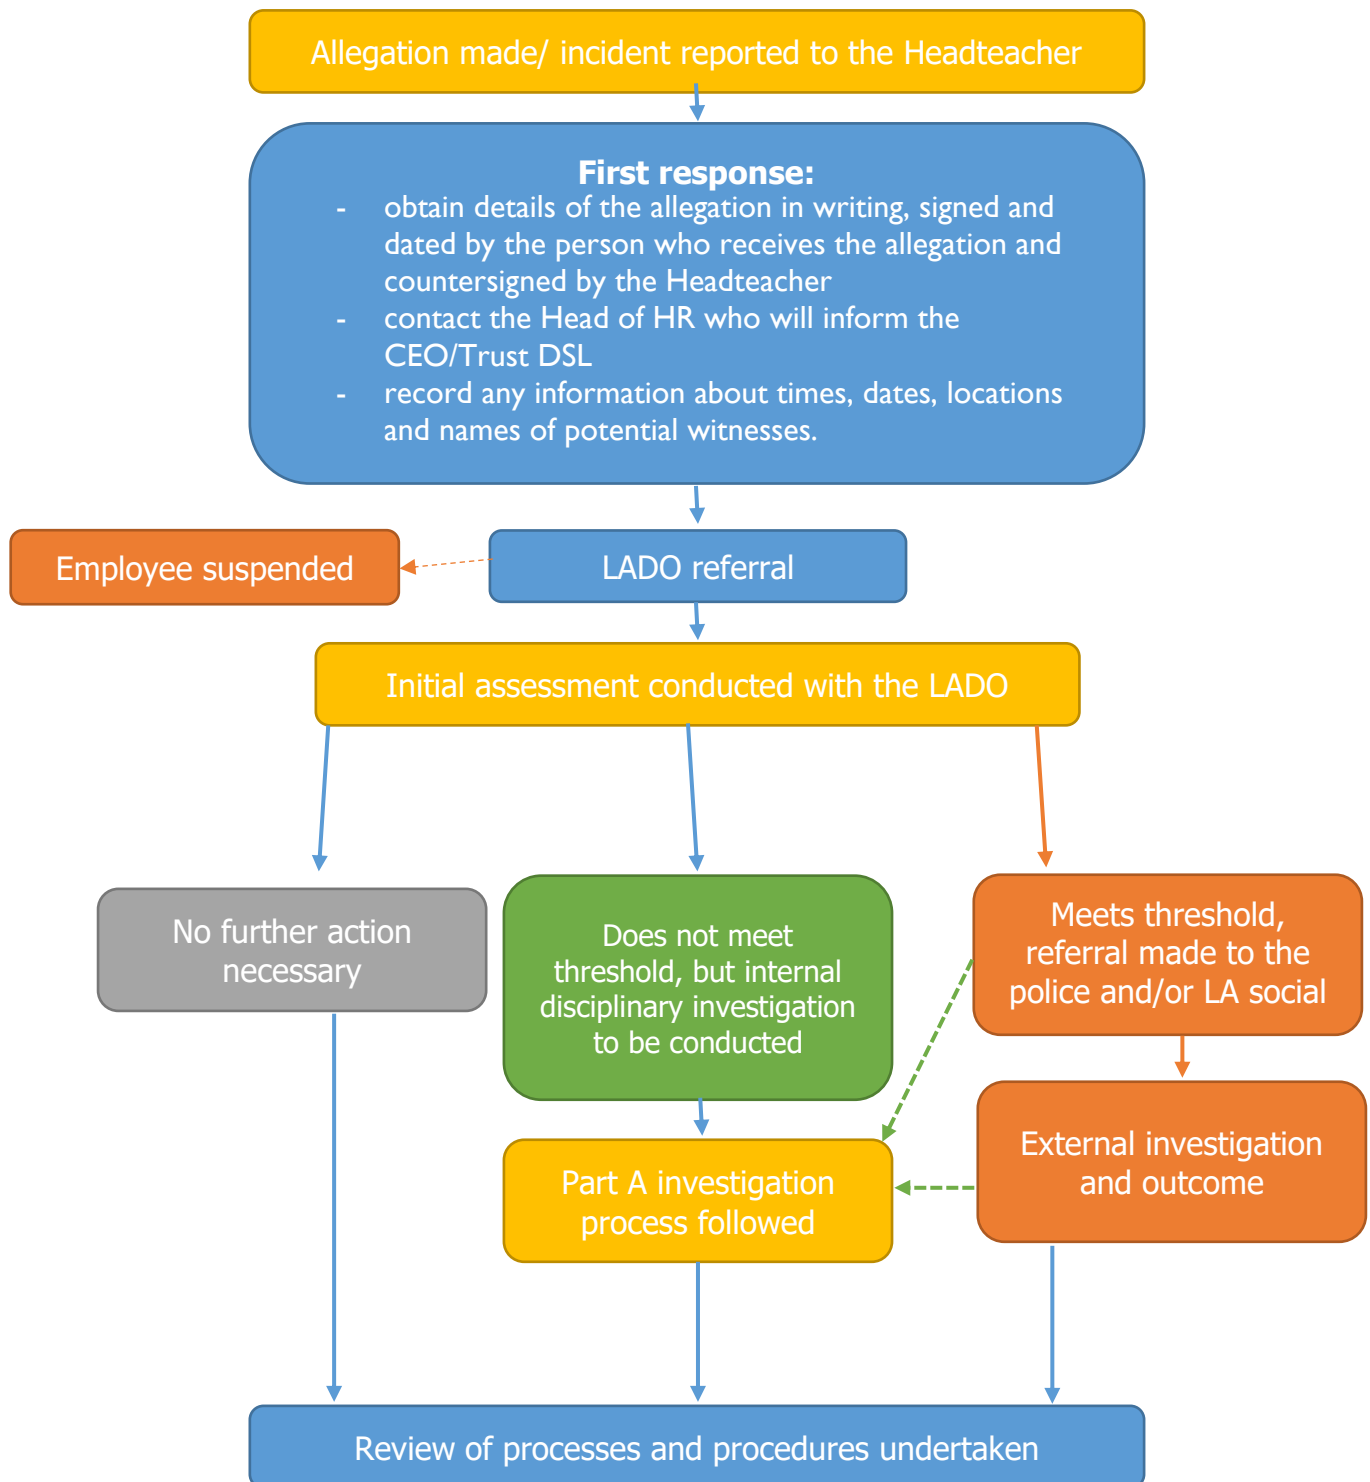 Allegation made/ incident reported to the Headteacher
First response:
- obtain details of the allegation in writing, signed and
dated by the person who receives the allegation and
countersigned by the Headteacher
- contact the Head of HR who will inform the
CEO/Trust DSL
- record any information about times, dates, locations
and names of potential witnesses.
Employee suspended
LADO referral
Initial assessment conducted with the LADO
No further action
necessary
Does not meet
threshold, but internal
disciplinary investigation
to be conducted
Meets threshold,
referral made to the
police and/or LA social
Part A investigation
process followed
External investigation
and outcome
Review of processes and procedures undertaken